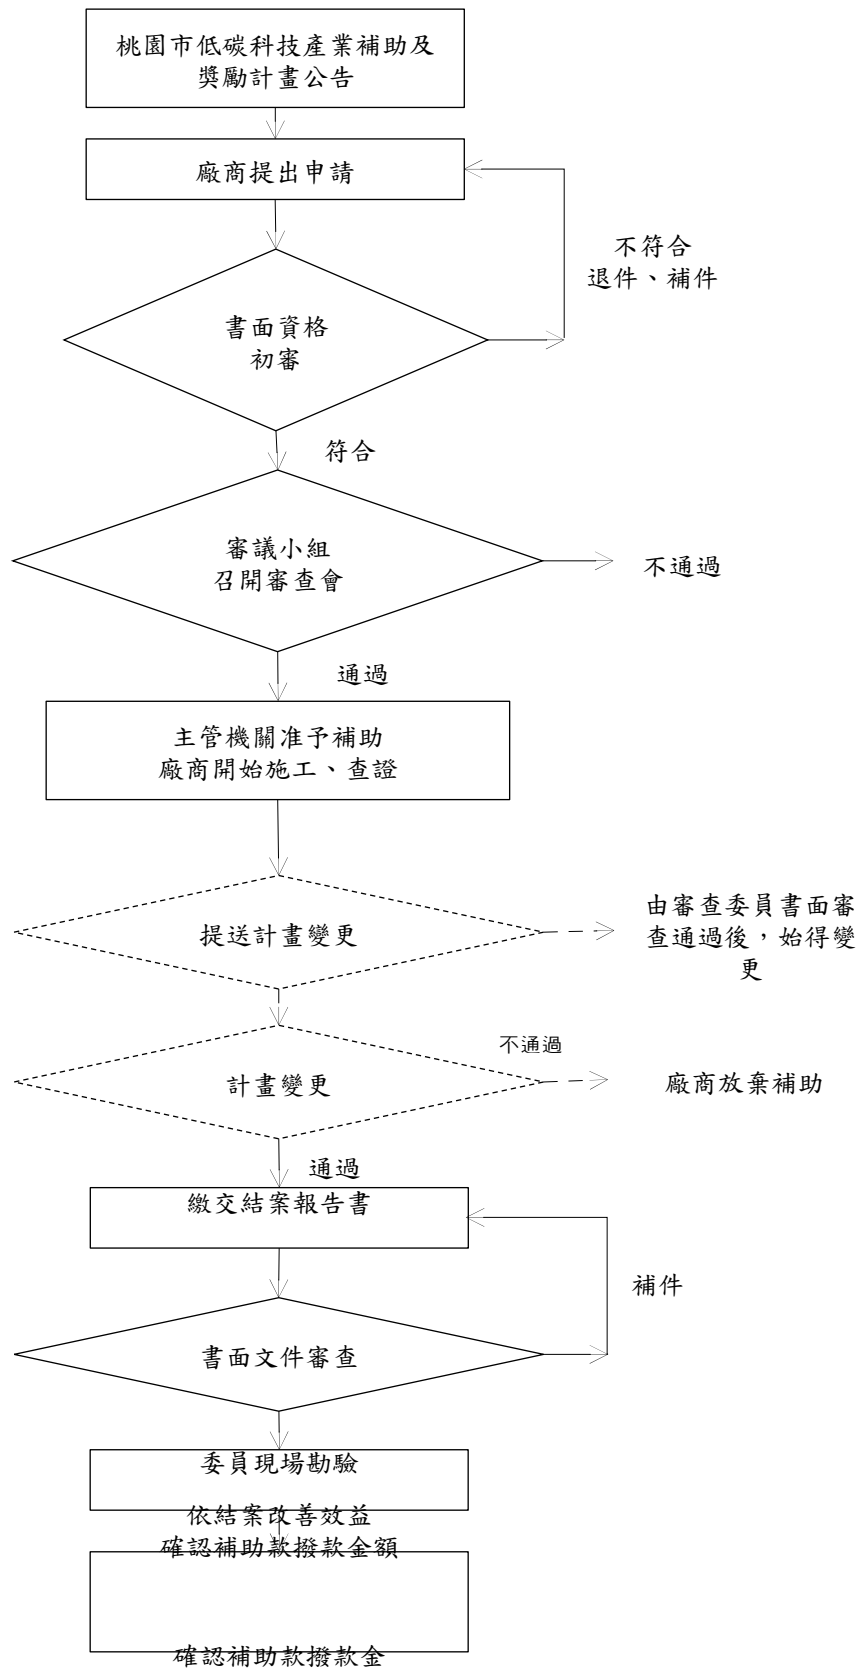 桃園市低碳科技產業補助及
獎勵計畫公告
廠商提出申請
不符合
退件、補件
書面資格
初審
符合
審議小組
召開審查會
不通過
通過
主管機關准予補助
廠商開始施工、查證
提送計畫變更
由審查委員書面審
查通過後，始得變
更
不通過
計畫變更
廠商放棄補助
通過
繳交結案報告書
補件
書面文件審查
委員現場勘驗
依結案改善效益
確認補助款撥款金額
確認補助款撥款金